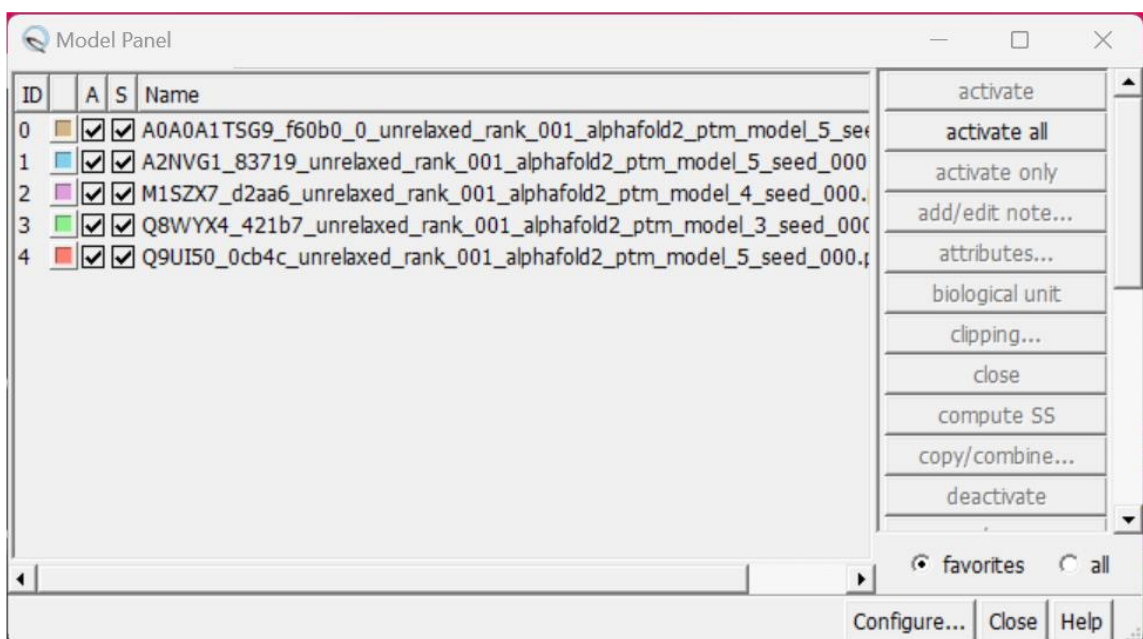 Model Panel
ID A S Name
0 A0A0A1TSG9_f60b0_0_unrelaxed_rank_001_alphafold2_ptm_model_5_see
1 A2NVG1_83719_unrelaxed_rank_001_alphafold2_ptm_model_5_seed_000
2 M1SZX7_d2aa6_unrelaxed_rank_001_alphafold2_ptm_model_4_seed_000.
3 Q8WYX4_421b7_unrelaxed_rank_001_alphafold2_ptm_model_3_seed_000
4 Q9UI50_0cb4c_unrelaxed_rank_001_alphafold2_ptm_model_5_seed_000.p
activate
activate all
activate only
add/edit note...
attributes...
biological unit
clipping...
close
compute SS
copy/combine...
deactivate
favorites all
Configure... Close Help